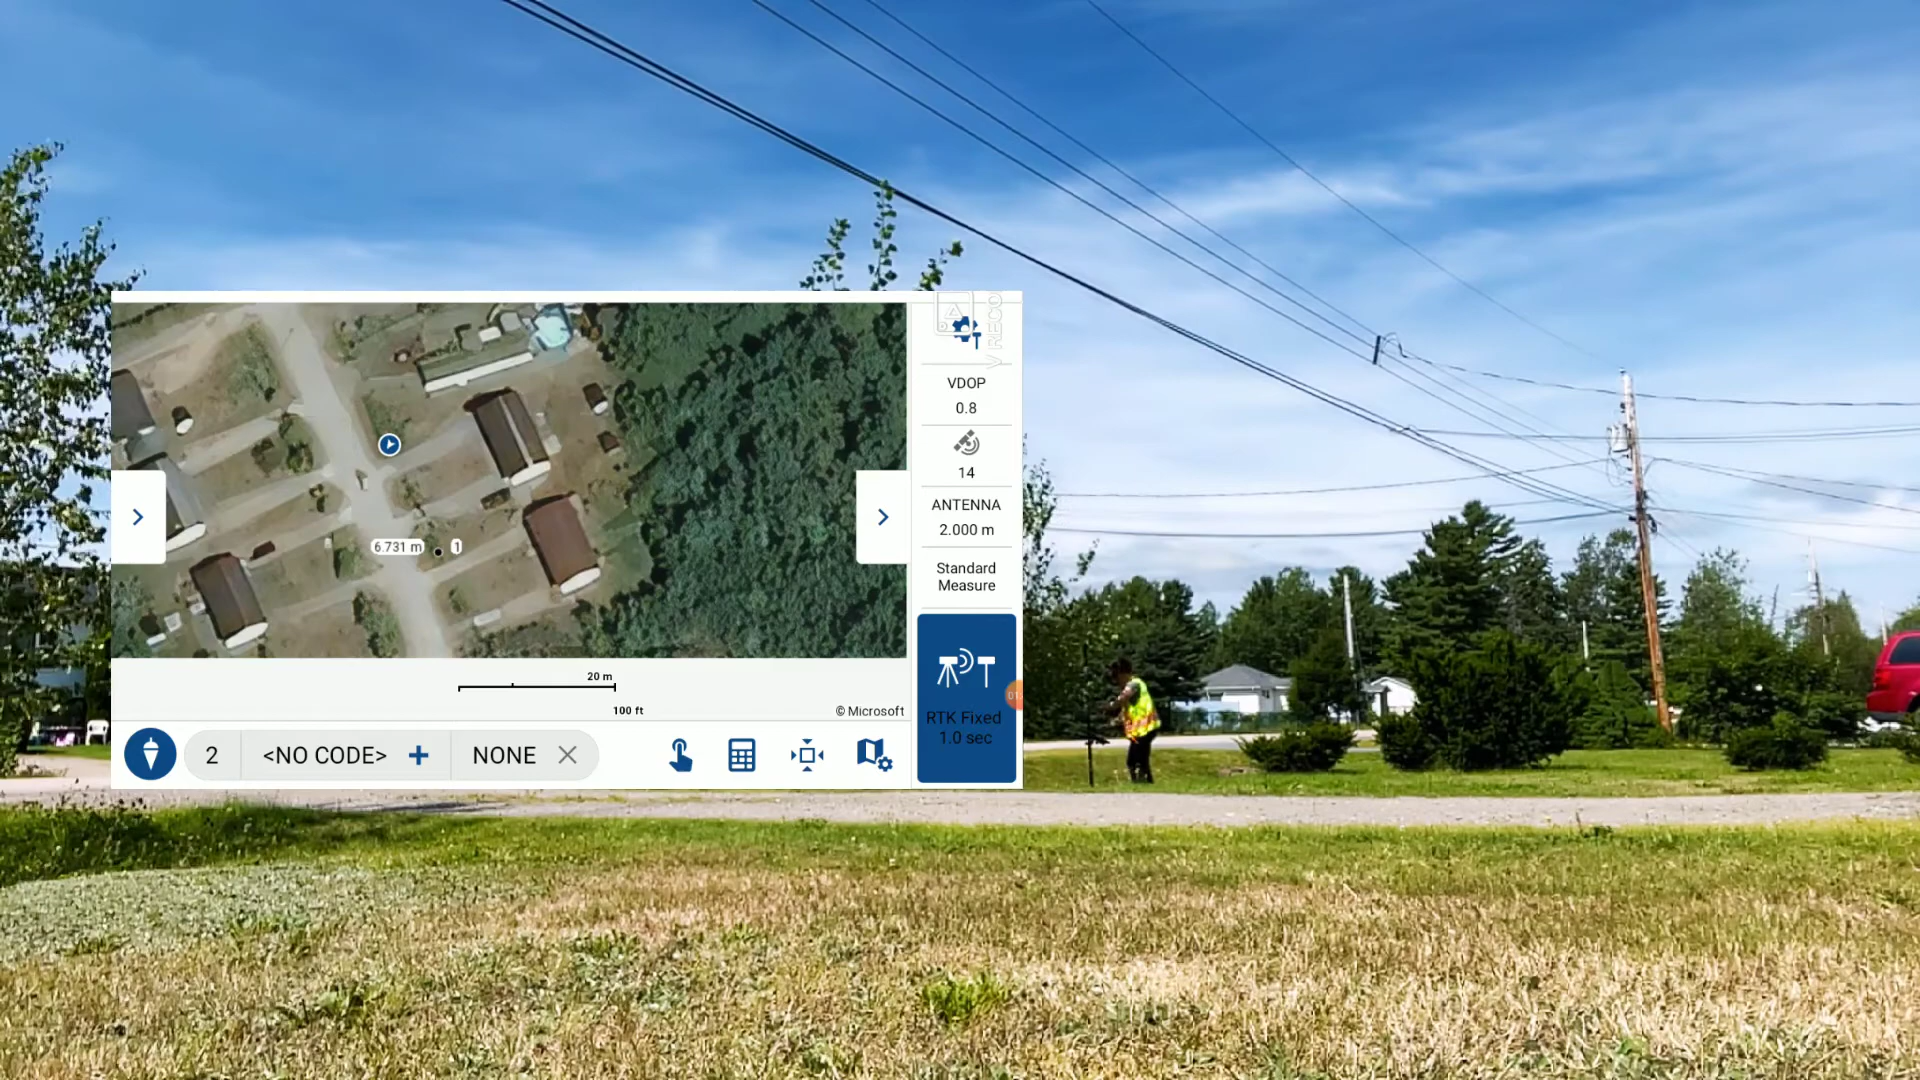 VDOP
0.8
14
ANTENNA
2.000 m
Standard
Measure
RTK Fixed
1.0 sec
6.731 m
1
20 m
100 ft
© Microsoft
2
<NO CODE> +
NONE